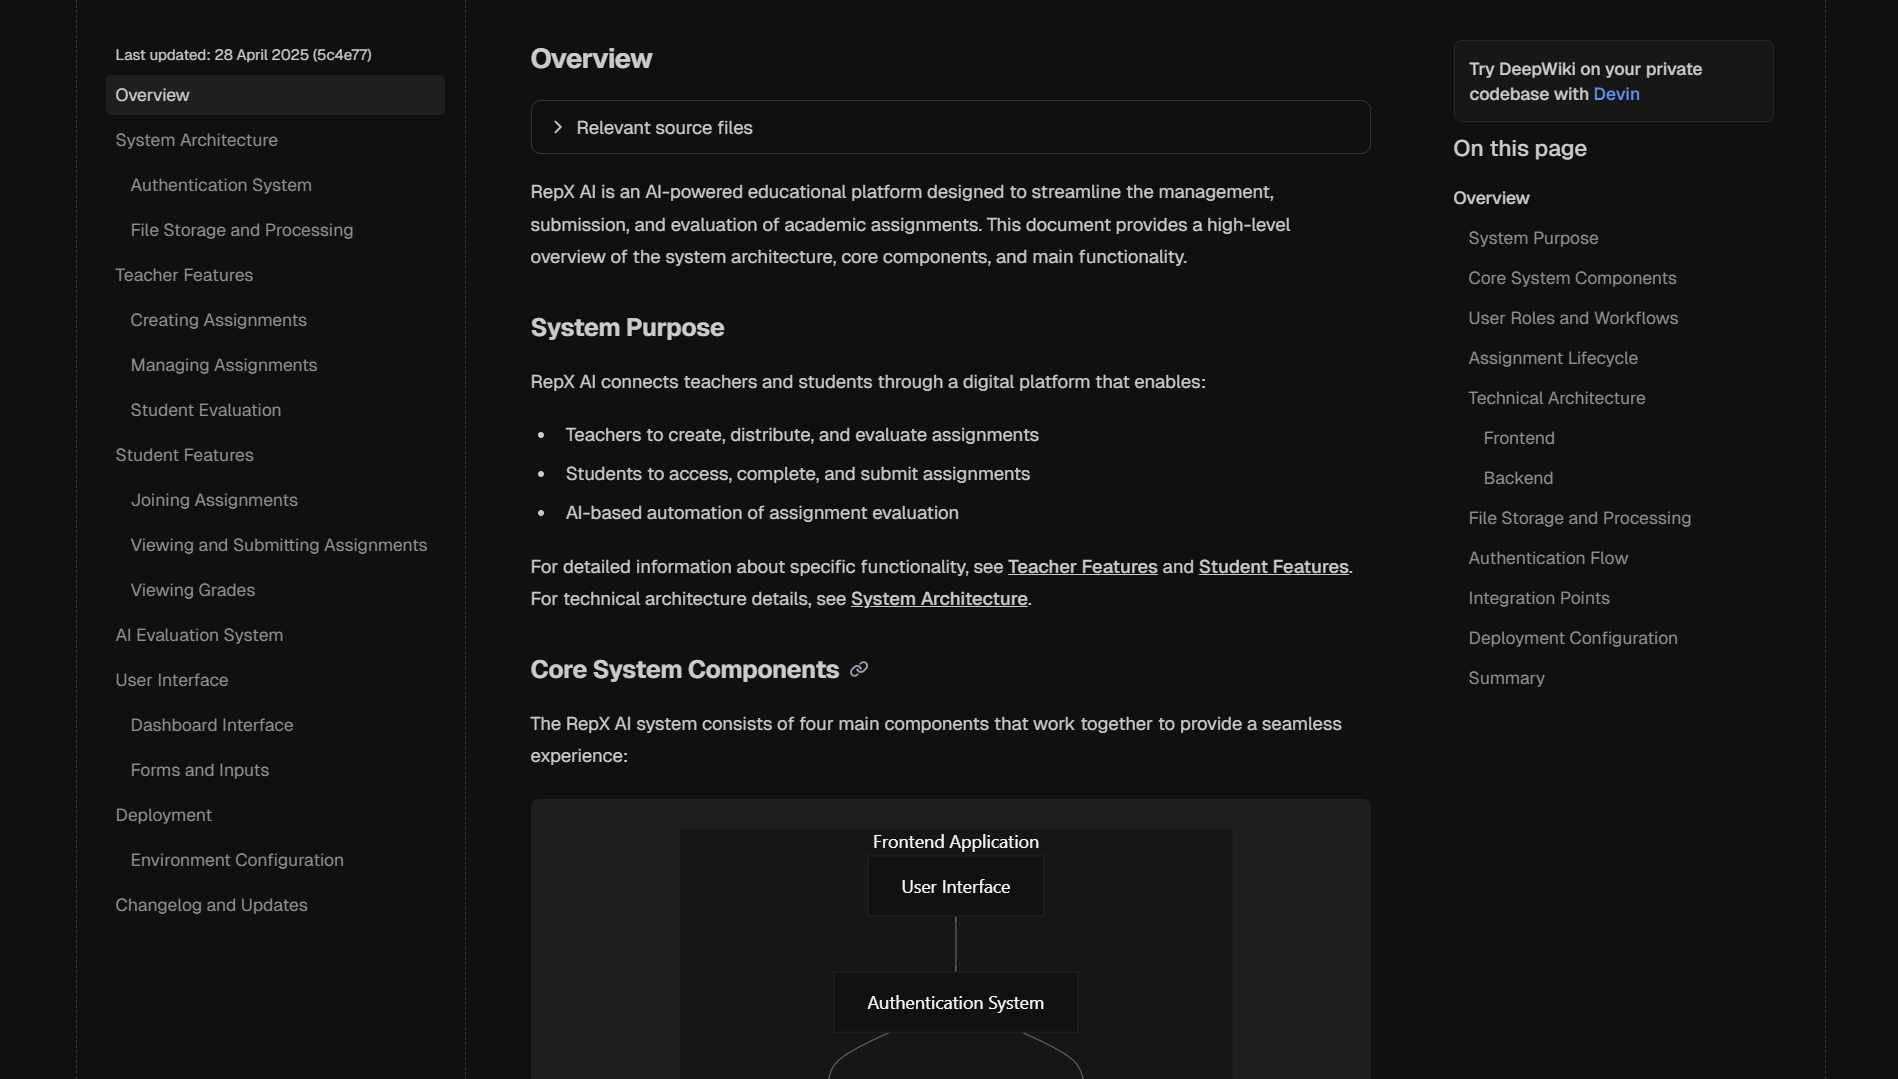 Last updated: 28 April 2025 (5c4e77)
Overview
System Architecture
Authentication System
File Storage and Processing
Teacher Features
Creating Assignments
Managing Assignments
Student Evaluation
Student Features
Joining Assignments
Viewing and Submitting Assignments
Viewing Grades
AI Evaluation System
User Interface
Dashboard Interface
Forms and Inputs
Deployment
Environment Configuration
Changelog and Updates
Overview
Relevant source files
RepX AI is an AI-powered educational platform designed to streamline the management,
submission, and evaluation of academic assignments. This document provides a high-level
overview of the system architecture, core components, and main functionality.
System Purpose
RepX AI connects teachers and students through a digital platform that enables:
• Teachers to create, distribute, and evaluate assignments
• Students to access, complete, and submit assignments
• AI-based automation of assignment evaluation
For detailed information about specific functionality, see Teacher Features and Student Features.
For technical architecture details, see System Architecture.
Core System Components
The RepX AI system consists of four main components that work together to provide a seamless
experience:
Frontend Application
User Interface
Authentication System
Try DeepWiki on your private
codebase with Devin
On this page
Overview
System Purpose
Core System Components
User Roles and Workflows
Assignment Lifecycle
Technical Architecture
Frontend
Backend
File Storage and Processing
Authentication Flow
Integration Points
Deployment Configuration
Summary